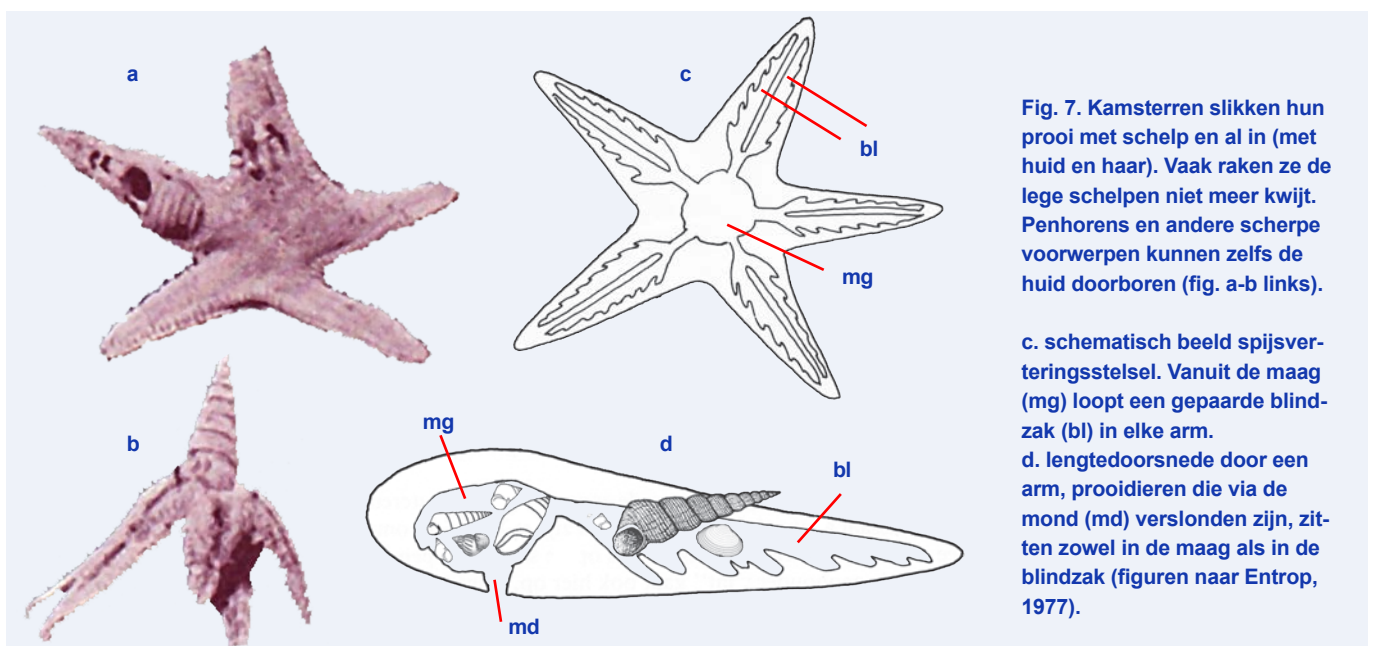 a
c
bl
mg
b
mg
d
bl
md
Fig. 7. Kamsterren slikken hun
prooi met schelp en al in (met
huid en haar). Vaak raken ze de
lege schelpen niet meer kwijt.
Penhorens en andere scherpe
voorwerpen kunnen zelfs de
huid doorboren (fig. a-b links).
c. schematisch beeld spijsver-
teringsstelsel. Vanuit de maag
(mg) loopt een gepaarde blind-
zak (bl) in elke arm.
d. lengtedoorsnede door een
arm, prooidieren die via de
mond (md) verslonden zijn, zit-
ten zowel in de maag als in de
blindzak (figuren naar Entrop,
1977).